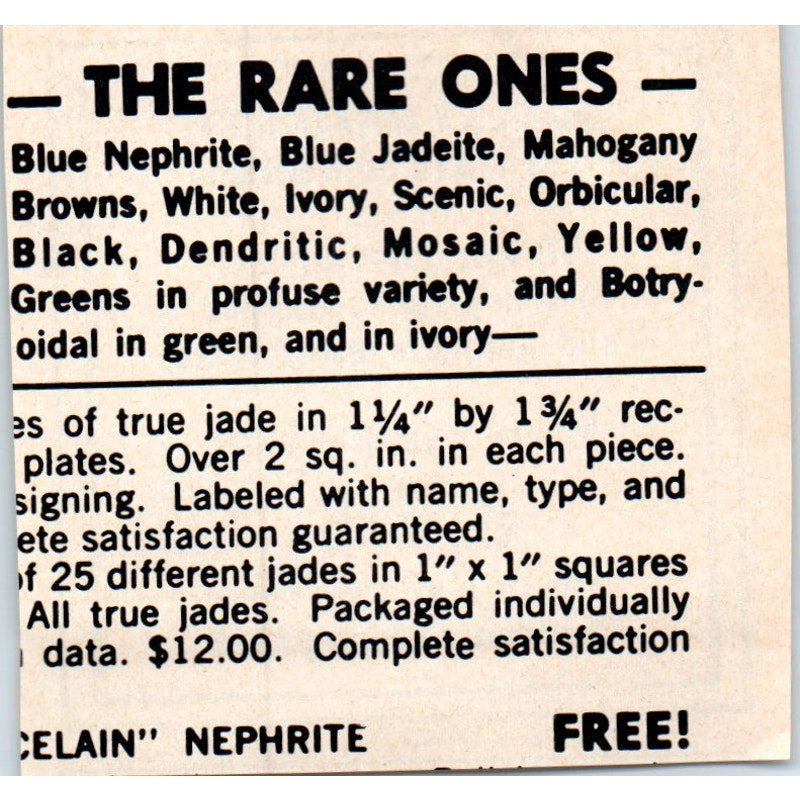 — THE RARE ONES —
Blue Nephrite, Blue Jadeite, Mahogany
Browns, White, Ivory, Scenic, Orbicular,
Black, Dendritic, Mosaic, Yellow,
Greens in profuse variety, and Botry-
oidal in green, and in ivory—
es of true jade in 1¼" by 1¾" rec-
plates. Over 2 sq. in. in each piece.
signing. Labeled with name, type, and
ete satisfaction guaranteed.
of 25 different jades in 1" x 1" squares
All true jades. Packaged individually
data. $12.00. Complete satisfaction
CELAIN" NEPHRITE FREE!